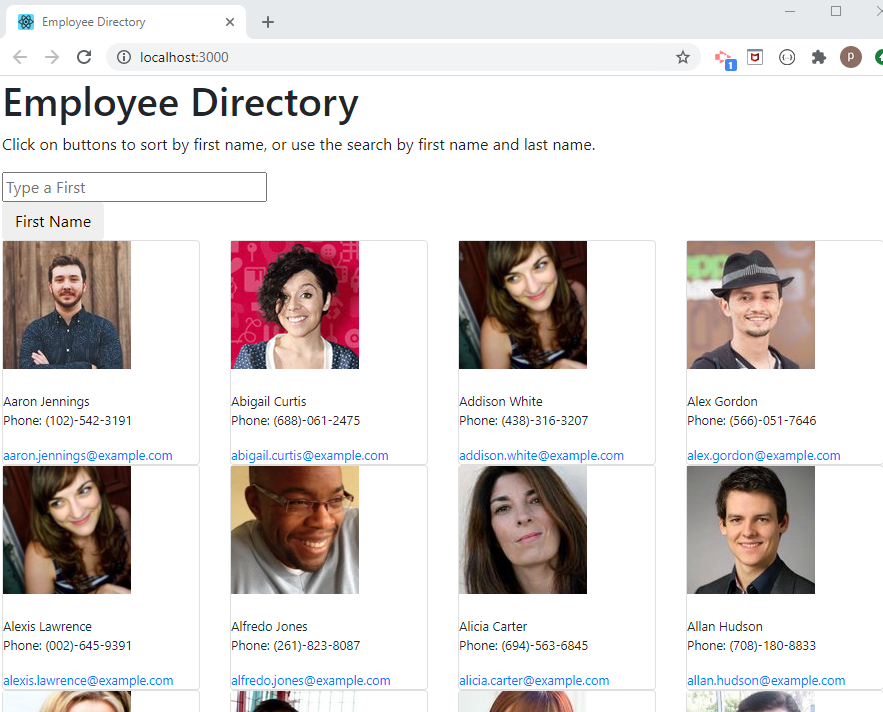 Employee Directory
localhost:3000
1
P
Employee Directory
Click on buttons to sort by first name, or use the search by first name and last name.
Type a First
First Name
Aaron Jennings
Phone: (102)-542-3191
aaron.jennings@example.com
Abigail Curtis
Phone: (688)-061-2475
abigail.curtis@example.com
Addison White
Phone: (438)-316-3207
addison.white@example.com
Alex Gordon
Phone: (566)-051-7646
alex.gordon@example.com
Alexis Lawrence
Phone: (002)-645-9391
alexis.lawrence@example.com
Alfredo Jones
Phone: (261)-823-8087
alfredo.jones@example.com
Alicia Carter
Phone: (694)-563-6845
alicia.carter@example.com
Allan Hudson
Phone: (708)-180-8833
allan.hudson@example.com